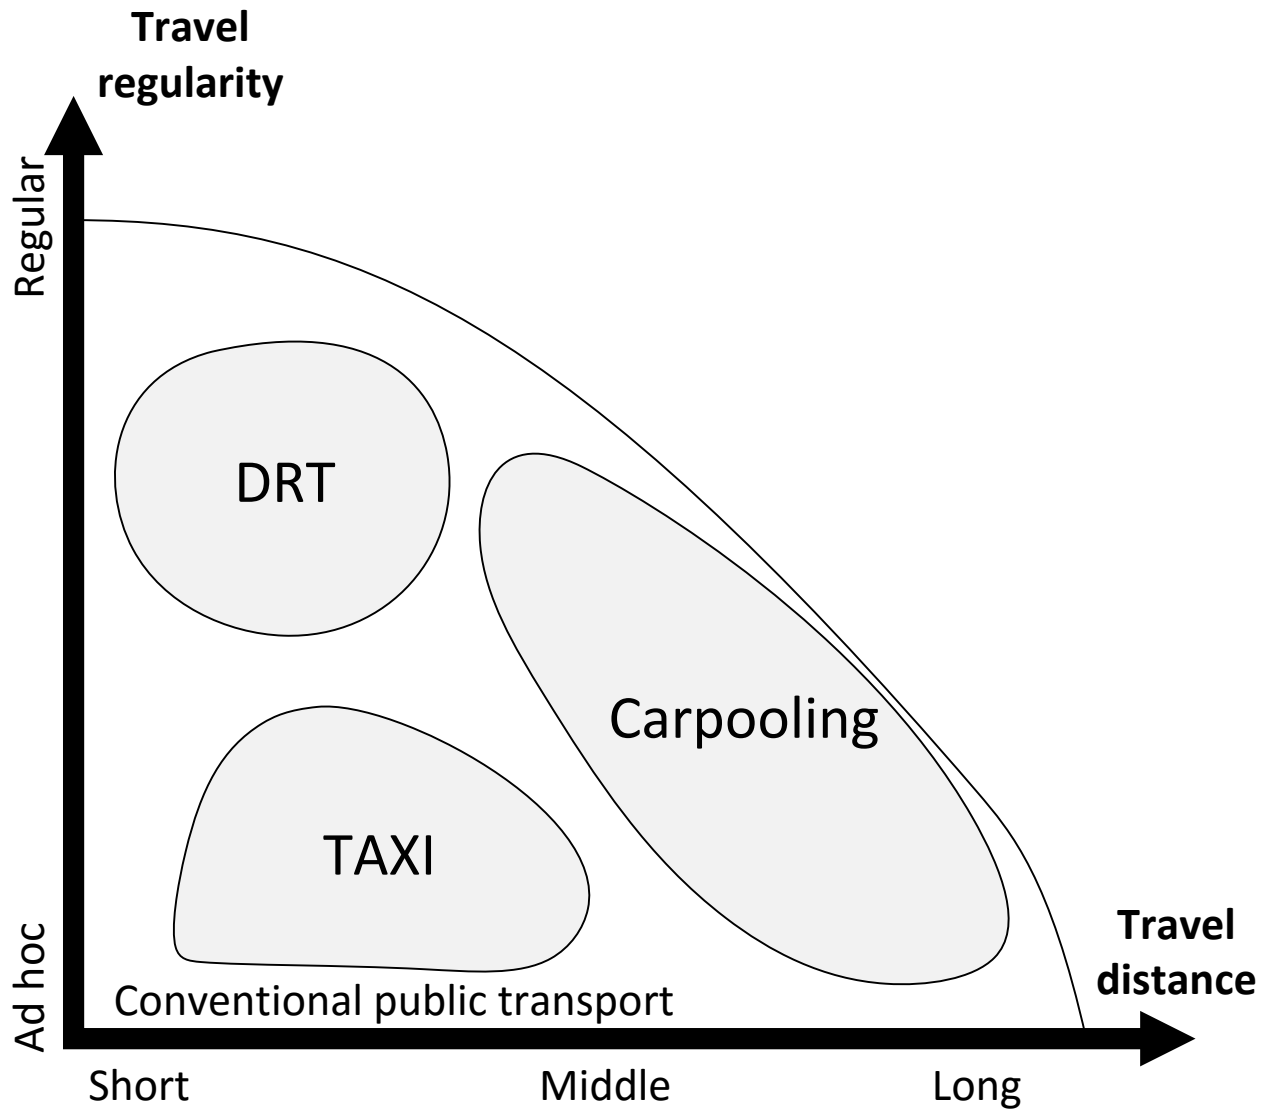 Travel
regularity
Regular
DRT
Carpooling
TAXI
Ad hoc
Conventional public transport
Travel
distance
Short
Middle
Long